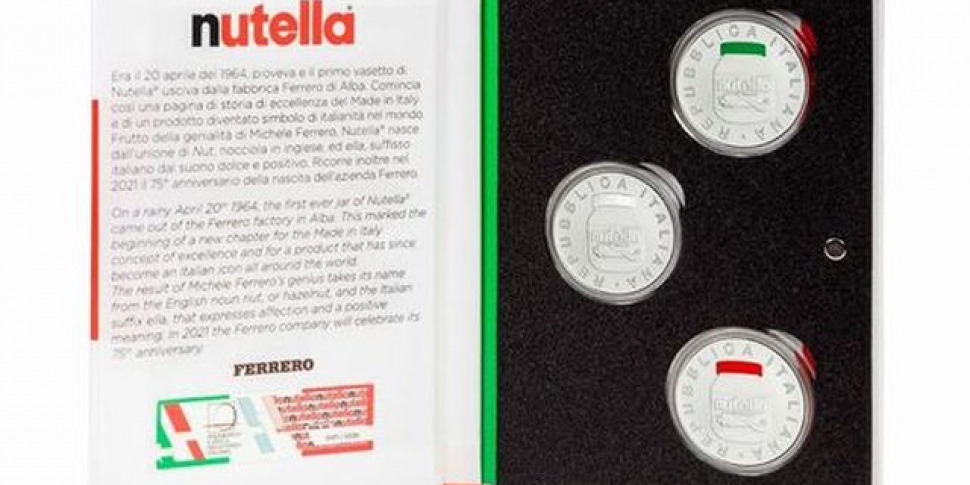 nutella
Era il 20 aprile del 1964, pioveva e il primo vasetto di
Nutella® usciva dalla fabbrica Ferrero di Alba. Comincia
così una pagina di storia di eccellenza del Made in Italy
e di un prodotto diventato simbolo di italianità nel mondo.
Frutto della genialità di Michele Ferrero, Nutella® nasce
dall'unione di Nut, nocciola in inglese, ed ella, suffisso
italiano dal suono dolce e positivo. Ricorre inoltre nel
2021 il 75° anniversario della nascita dell'azienda Ferrero.
On a rainy April 20th 1964, the first ever jar of Nutella®
came out of the Ferrero factory in Alba. This marked the
beginning of a new chapter for the Made in Italy
concept of excellence and for a product that has since
become an Italian icon all around the world.
The result of Michele Ferrero's genius takes its name
from the English noun nut, or hazelnut, and the Italian
suffix ella, that expresses affection and a positive
meaning. In 2021 the Ferrero company will celebrate its
75th anniversary.
FERRERO
REPUBBLICA ITALIANA
nutella
REPUBBLICA ITALIANA
nutella
REPUBBLICA ITALIANA
nutella